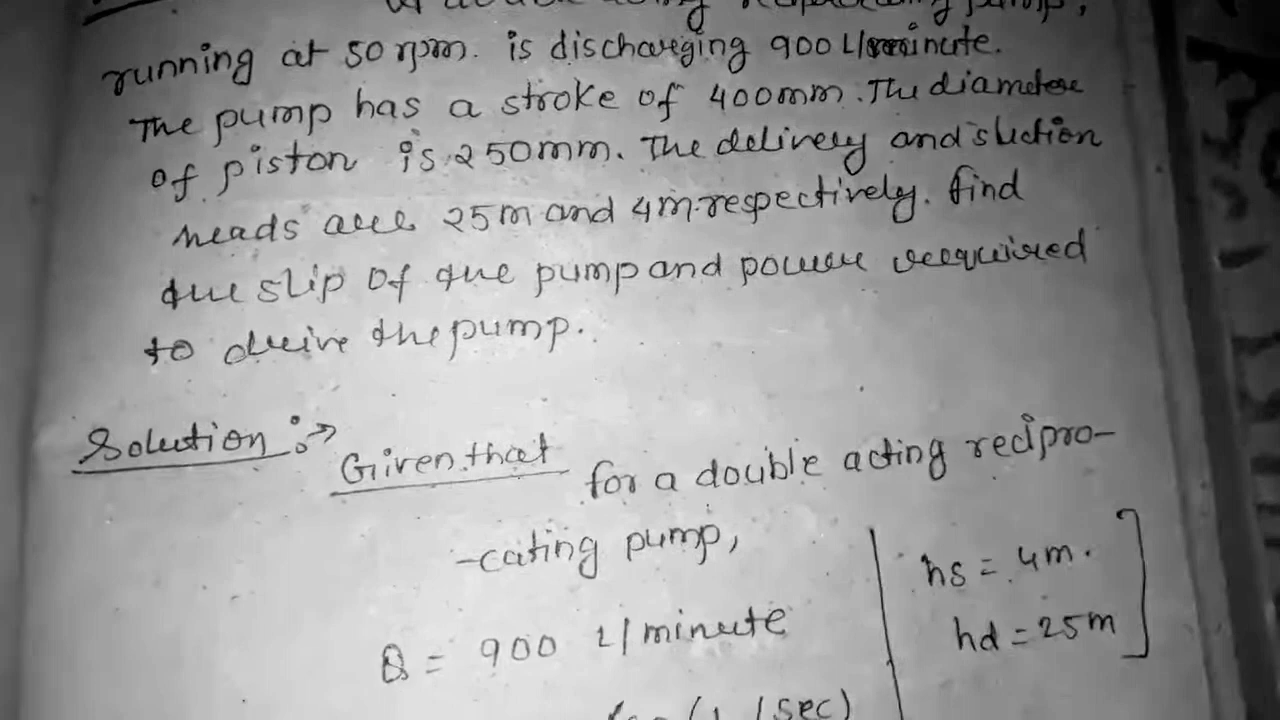 running at 50 rpm. is discharging 900 L/minute.
The pump has a stroke of 400mm. The diameter
of piston is 250mm. The delivery and suction
heads are 25m and 4m respectively. find
the slip of the pump and power required
to drive the pump.
Solution :→
Given that for a double acting recipro-
-cating pump,
Q = 900 L/minute
hs = 4m.
hd = 25m